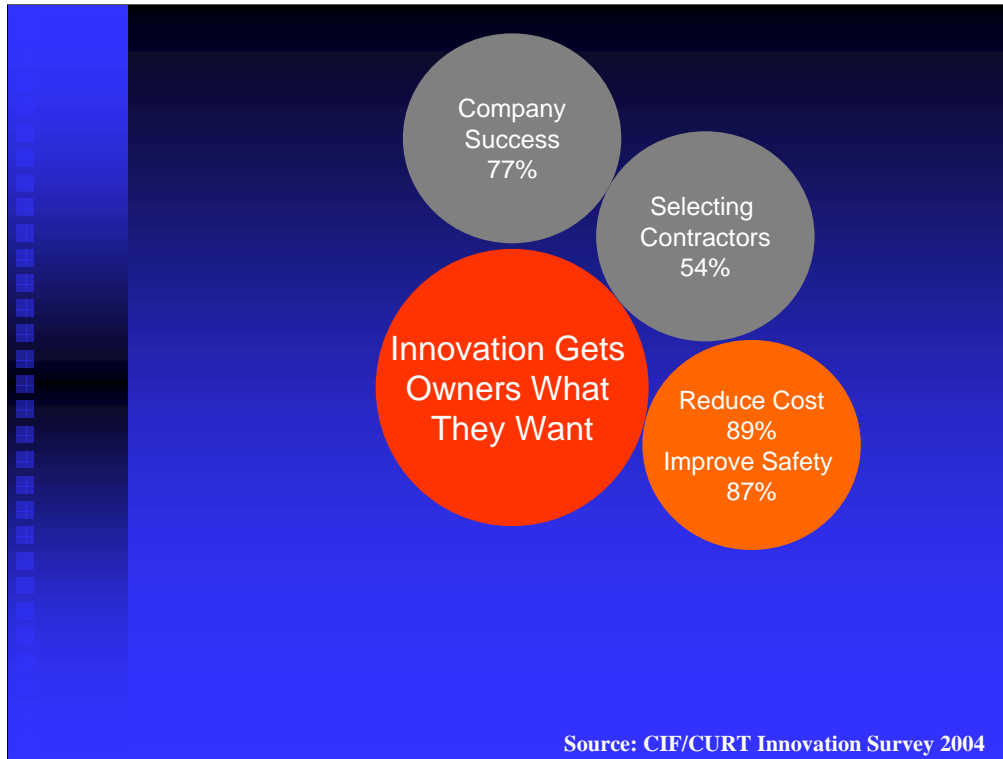 Company
Success
77%
Selecting
Contractors
54%
Innovation Gets
Owners What
They Want
Reduce Cost
89%
Improve Safety
87%
Source: CIF/CURT Innovation Survey 2004